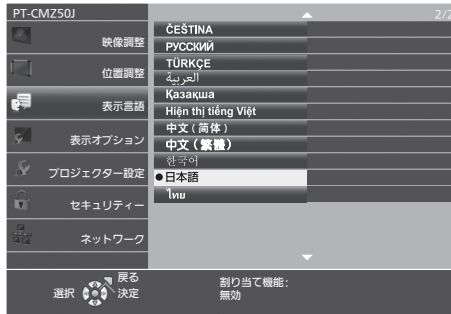 PT-CMZ50J
2/2
映像調整
位置調整
表示言語
表示オプション
プロジェクター設定
セキュリティー
ネットワーク
ČEŠTINA
РУССКИЙ
TÜRKÇE
العربية
Қазақша
Hiện thị tiếng Việt
中文(简体)
中文(繁體)
한국어
●日本語
ไทย
戻る
選択 決定
割り当て機能:
無効